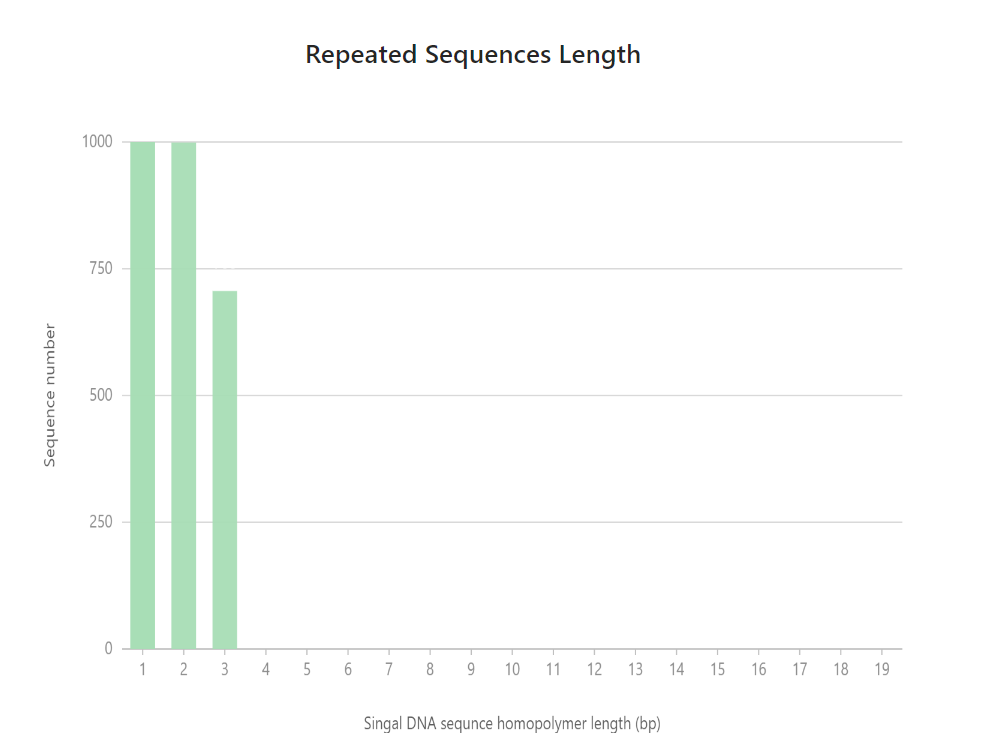 Repeated Sequences Length
1000
750
500
250
0
Sequence number
1 2 3 4 5 6 7 8 9 10 11 12 13 14 15 16 17 18 19
Singal DNA sequnce homopolymer length (bp)